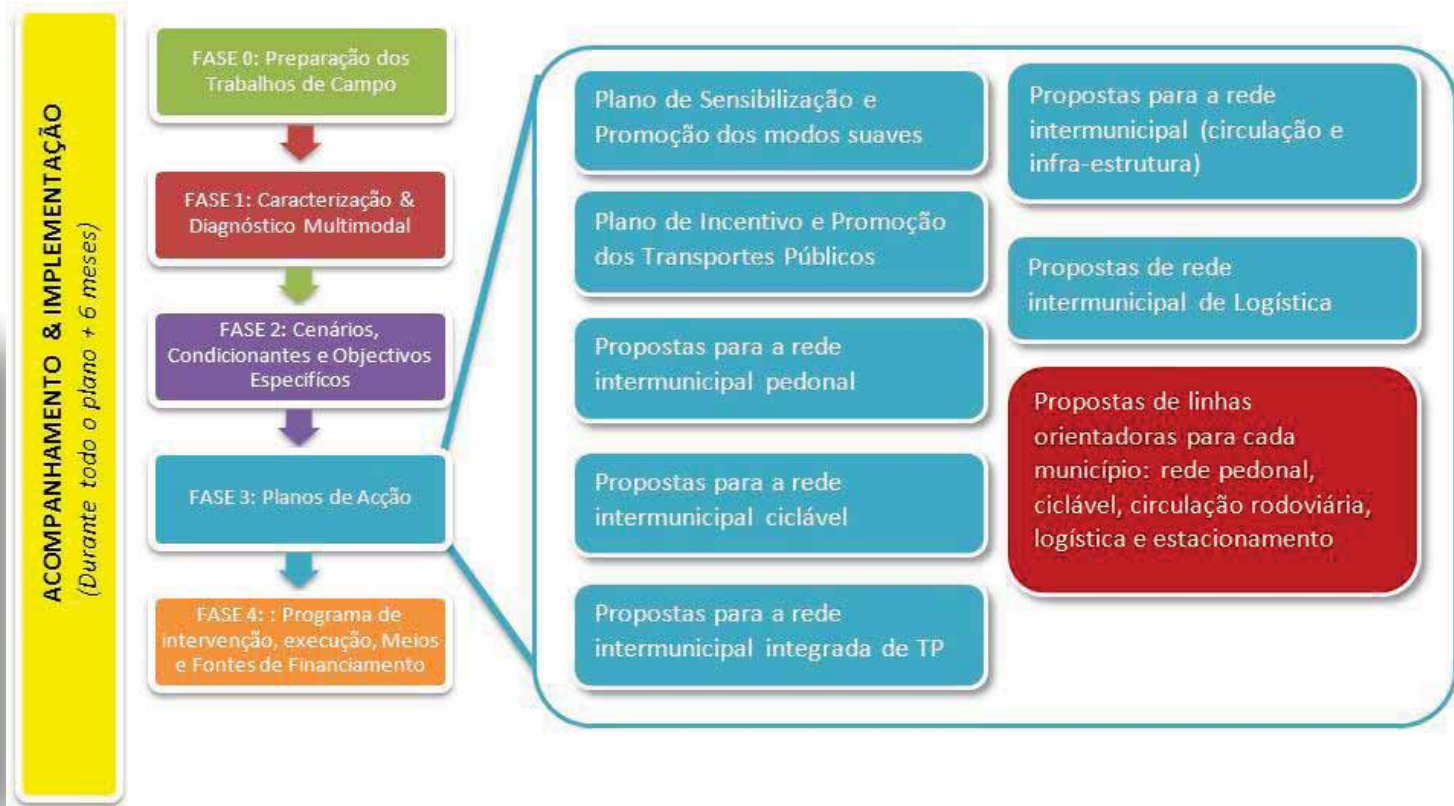 ACOMPANHAMENTO & IMPLEMENTAÇÃO
(Durante todo o plano + 6 meses)
FASE 0: Preparação dos
Trabalhos de Campo
FASE 1: Caracterização &
Diagnóstico Multimodal
FASE 2: Cenários,
Condicionantes e Objectivos
Especifícos
FASE 3: Planos de Acção
FASE 4: : Programa de
intervenção, execução, Meios
e Fontes de Financiamento
Plano de Sensibilização e
Promoção dos modos suaves
Plano de Incentivo e Promoção
dos Transportes Públicos
Propostas para a rede
intermunicipal pedonal
Propostas para a rede
intermunicipal ciclável
Propostas para a rede
intermunicipal integrada de TP
Propostas para a rede
intermunicipal (circulação e
infra-estrutura)
Propostas de rede
intermunicipal de Logística
Propostas de linhas
orientadoras para cada
município: rede pedonal,
ciclável, circulação rodoviária,
logística e estacionamento